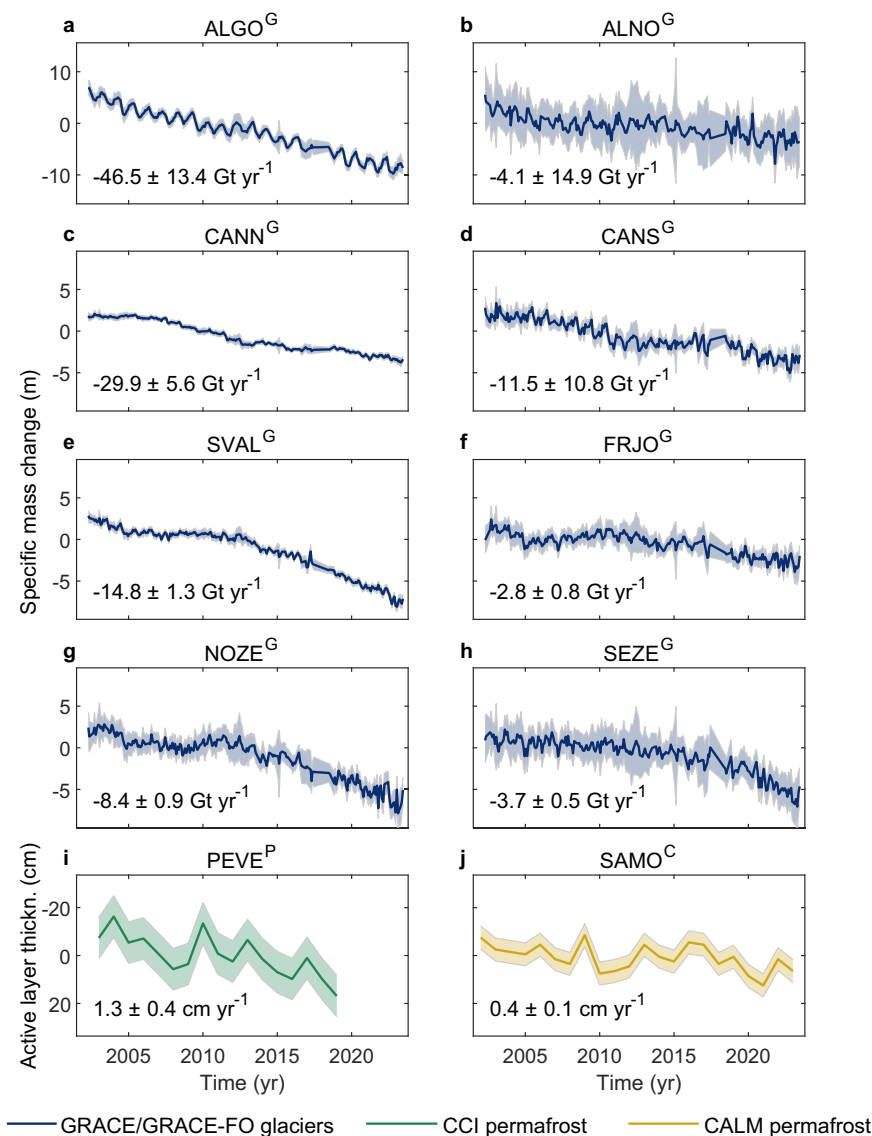 a ALGO^G
b ALNO^G
10
0
-10
-46.5 ± 13.4 Gt yr^-1
-4.1 ± 14.9 Gt yr^-1
c CANN^G
d CANS^G
5
0
-5
-29.9 ± 5.6 Gt yr^-1
-11.5 ± 10.8 Gt yr^-1
Specific mass change (m)
e SVAL^G
f FRJO^G
5
0
-5
-14.8 ± 1.3 Gt yr^-1
-2.8 ± 0.8 Gt yr^-1
g NOZE^G
h SEZE^G
5
0
-5
-8.4 ± 0.9 Gt yr^-1
-3.7 ± 0.5 Gt yr^-1
i PEVE^P
j SAMO^C
Active layer thickn. (cm)
-20
0
20
1.3 ± 0.4 cm yr^-1
0.4 ± 0.1 cm yr^-1
2005 2010 2015 2020
2005 2010 2015 2020
Time (yr)
Time (yr)
GRACE/GRACE-FO glaciers CCI permafrost CALM permafrost